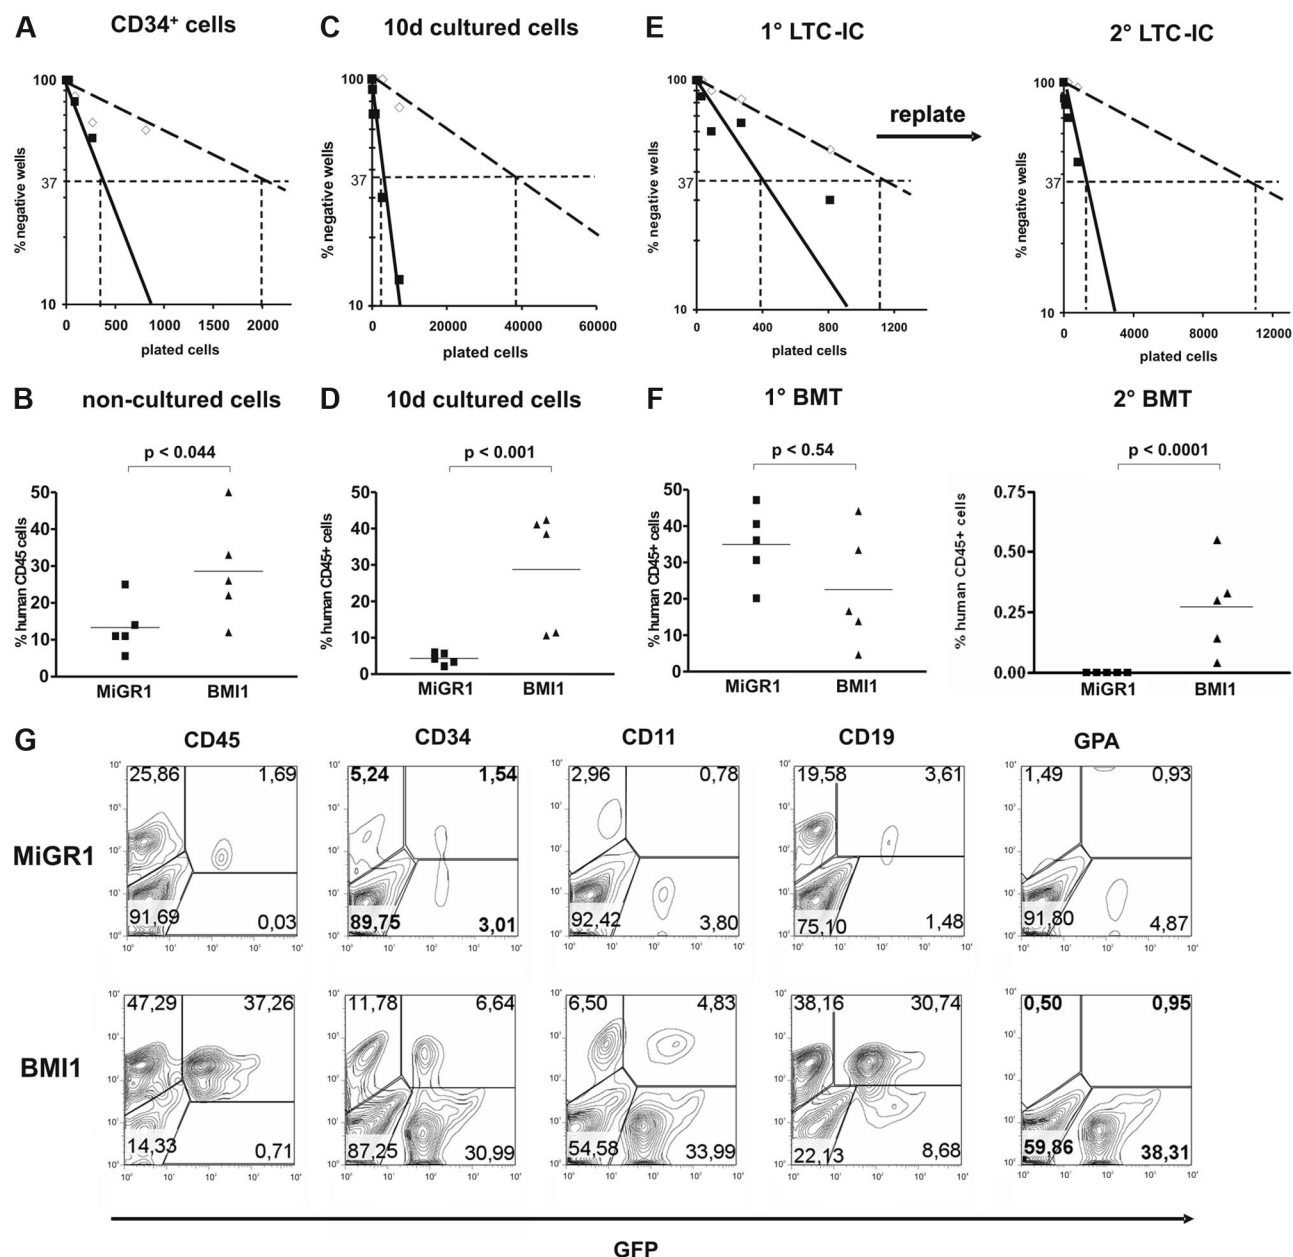 A CD34⁺ cells
C 10d cultured cells
E 1° LTC-IC
2° LTC-IC
% negative wells
100
37
10
0 500 1000 1500 2000
plated cells
% negative wells
100
37
10
0 20000 40000 60000
plated cells
% negative wells
100
37
10
0 400 800 1200
plated cells
replate
% negative wells
100
37
10
0 4000 8000 12000
plated cells
B non-cultured cells
D 10d cultured cells
F 1° BMT
2° BMT
p < 0.044
% human CD45 cells
50
40
30
20
10
0
MiGR1 BMI1
p < 0.001
% human CD45+ cells
50
40
30
20
10
0
MiGR1 BMI1
p < 0.54
% human CD45+ cells
50
40
30
20
10
0
MiGR1 BMI1
p < 0.0001
% human CD45+ cells
0.75
0.50
0.25
0.00
MiGR1 BMI1
G CD45 CD34 CD11 CD19 GPA
MiGR1
25,86 1,69
91,69 0,03
5,24 1,54
89,75 3,01
2,96 0,78
92,42 3,80
19,58 3,61
75,10 1,48
1,49 0,93
91,80 4,87
BMI1
47,29 37,26
14,33 0,71
11,78 6,64
87,25 30,99
6,50 4,83
54,58 33,99
38,16 30,74
22,13 8,68
0,50 0,95
59,86 38,31
GFP